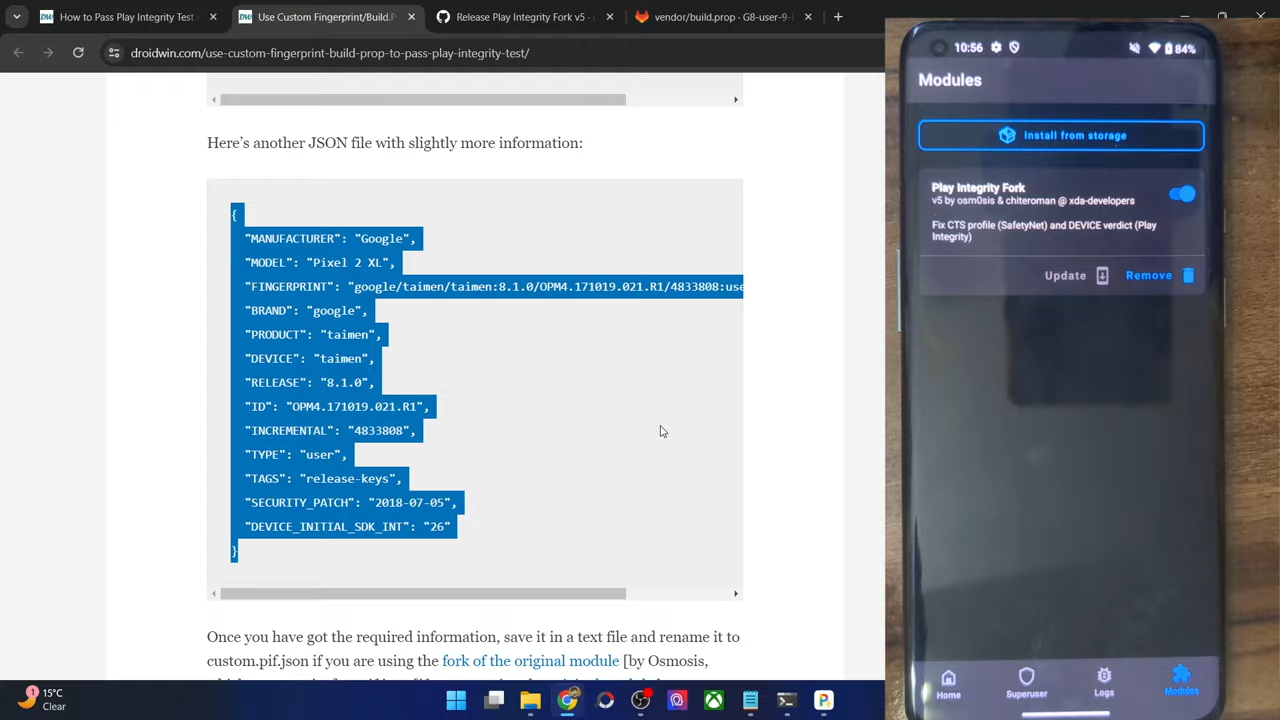 How to Pass Play Integrity Test
Use Custom Fingerprint/Build.P
Release Play Integrity Fork v5 ·
vendor/build.prop · G8-user-9-
droidwin.com/use-custom-fingerprint-build-prop-to-pass-play-integrity-test/
Here's another JSON file with slightly more information:
{
"MANUFACTURER": "Google",
"MODEL": "Pixel 2 XL",
"FINGERPRINT": "google/taimen/taimen:8.1.0/OPM4.171019.021.R1/4833808:use
"BRAND": "google",
"PRODUCT": "taimen",
"DEVICE": "taimen",
"RELEASE": "8.1.0",
"ID": "OPM4.171019.021.R1",
"INCREMENTAL": "4833808",
"TYPE": "user",
"TAGS": "release-keys",
"SECURITY_PATCH": "2018-07-05",
"DEVICE_INITIAL_SDK_INT": "26"
}
Once you have got the required information, save it in a text file and rename it to
custom.pif.json if you are using the fork of the original module [by Osmosis,
1
15°C
Clear
10:56
84%
Modules
Install from storage
Play Integrity Fork
v5 by osm0sis & chiteroman @ xda-developers
Fix CTS profile (SafetyNet) and DEVICE verdict (Play
Integrity)
Update Remove
Home Superuser Logs Modules